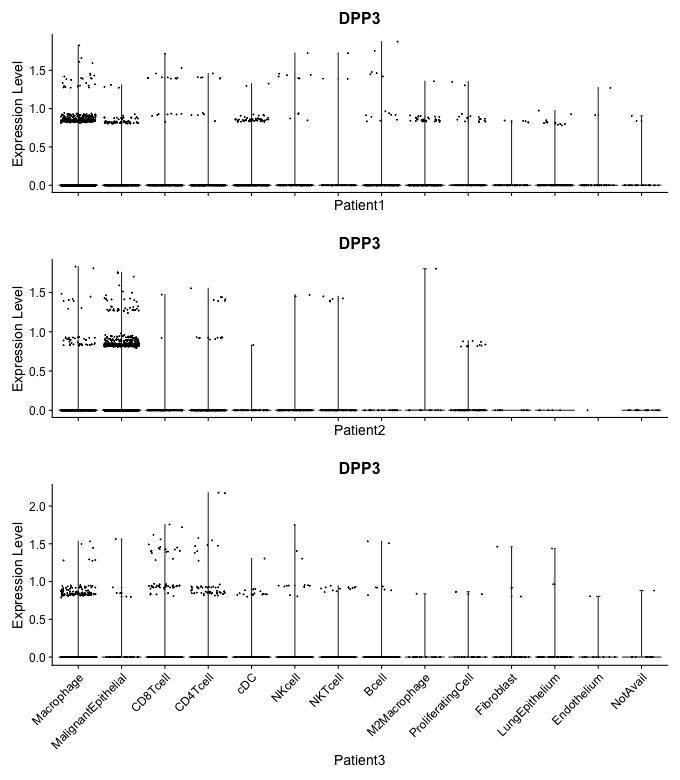 DPP3
Expression Level
1.5
1.0
0.5
0.0
Patient1
DPP3
Expression Level
1.5
1.0
0.5
0.0
Patient2
DPP3
Expression Level
2.0
1.5
1.0
0.5
0.0
Macrophage
MalignantEpithelial
CD8Tcell
CD4Tcell
cDC
NKcell
NKTcell
Bcell
M2Macrophage
ProliferatingCell
Fibroblast
LungEpithelium
Endothelium
NotAvail
Patient3